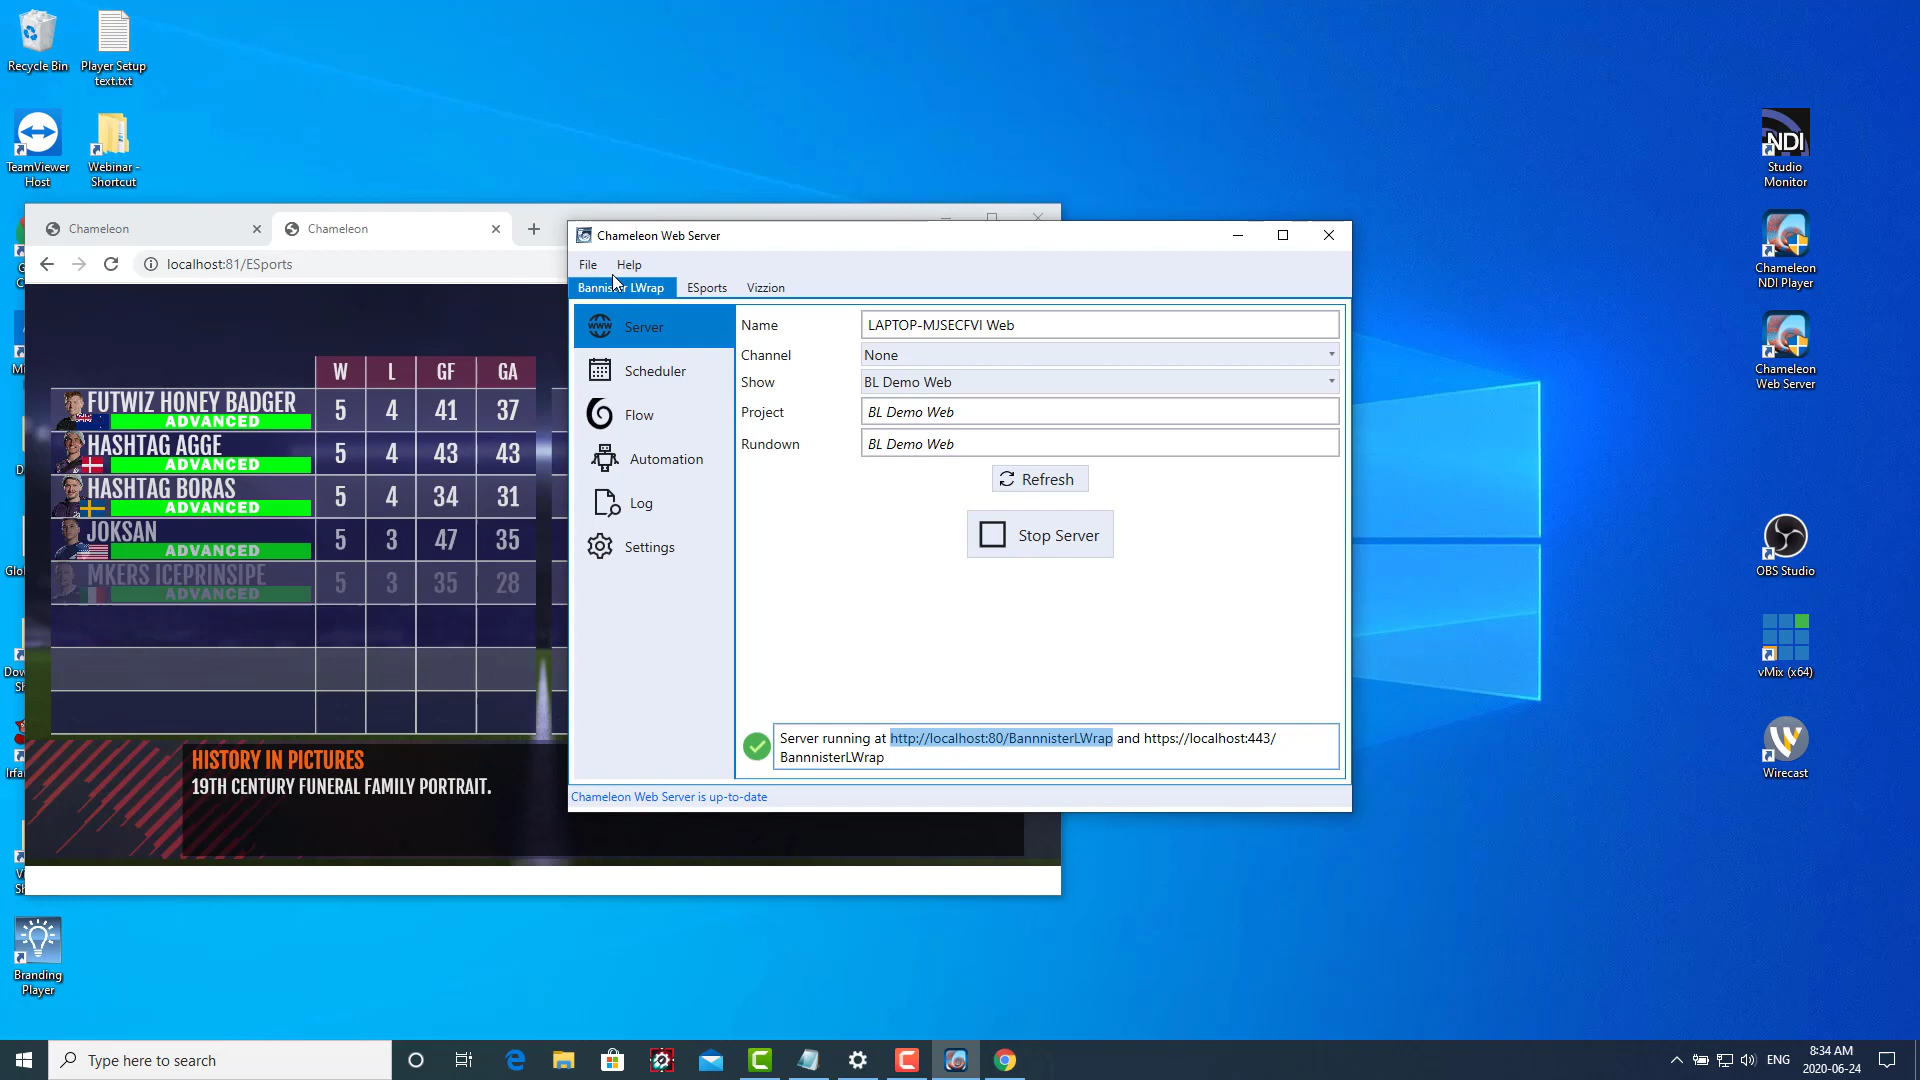 Recycle Bin
Player Setup
text.txt
TeamViewer
Host
Webinar -
Shortcut
NDI
Studio
Monitor
Chameleon
NDI Player
Chameleon
Web Server
OBS Studio
vMix (x64)
Wirecast
Branding
Player
Chameleon
Chameleon
localhost:81/ESports
W L GF GA
FUTWIZ HONEY BADGER 5 4 41 37
ADVANCED
HASHTAG AGGE 5 4 43 43
ADVANCED
HASHTAG BORAS 5 4 34 31
ADVANCED
JOKSAN 5 3 47 35
ADVANCED
MKERS ICEPRINSIPE 5 3 35 28
ADVANCED
HISTORY IN PICTURES
19TH CENTURY FUNERAL FAMILY PORTRAIT.
Chameleon Web Server
File Help
Bannister LWrap ESports Vizzion
Server
Scheduler
Flow
Automation
Log
Settings
Name LAPTOP-MJSECFVI Web
Channel None
Show BL Demo Web
Project BL Demo Web
Rundown BL Demo Web
Refresh
Stop Server
Server running at http://localhost:80/BannnisterLWrap and https://localhost:443/
BannnisterLWrap
Chameleon Web Server is up-to-date
Type here to search
ENG
8:34 AM
2020-06-24